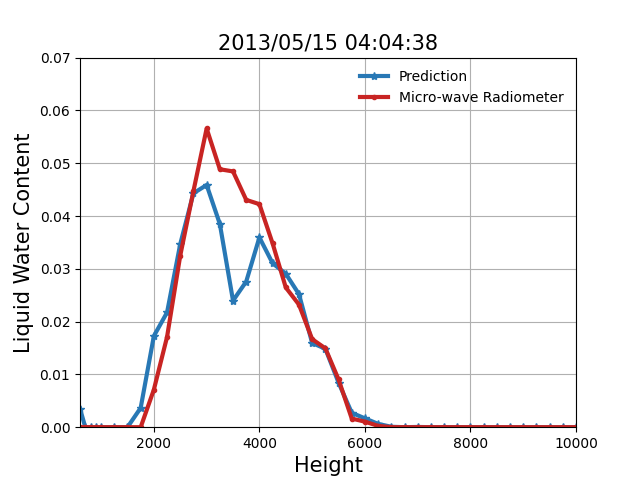 2013/05/15 04:04:38
Prediction
Micro-wave Radiometer
Liquid Water Content
0.07
0.06
0.05
0.04
0.03
0.02
0.01
0.00
2000 4000 6000 8000 10000
Height